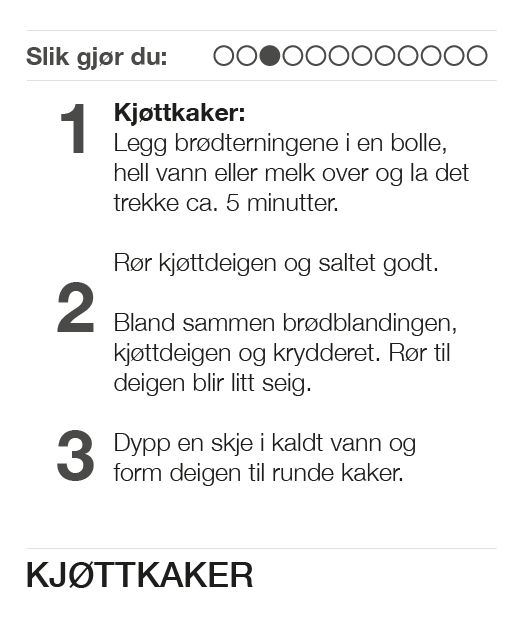 Slik gjør du:
1
Kjøttkaker:
Legg brødterningene i en bolle,
hell vann eller melk over og la det
trekke ca. 5 minutter.
Rør kjøttdeigen og saltet godt.
2
Bland sammen brødblandingen,
kjøttdeigen og krydderet. Rør til
deigen blir litt seig.
3
Dypp en skje i kaldt vann og
form deigen til runde kaker.
KJØTTKAKER